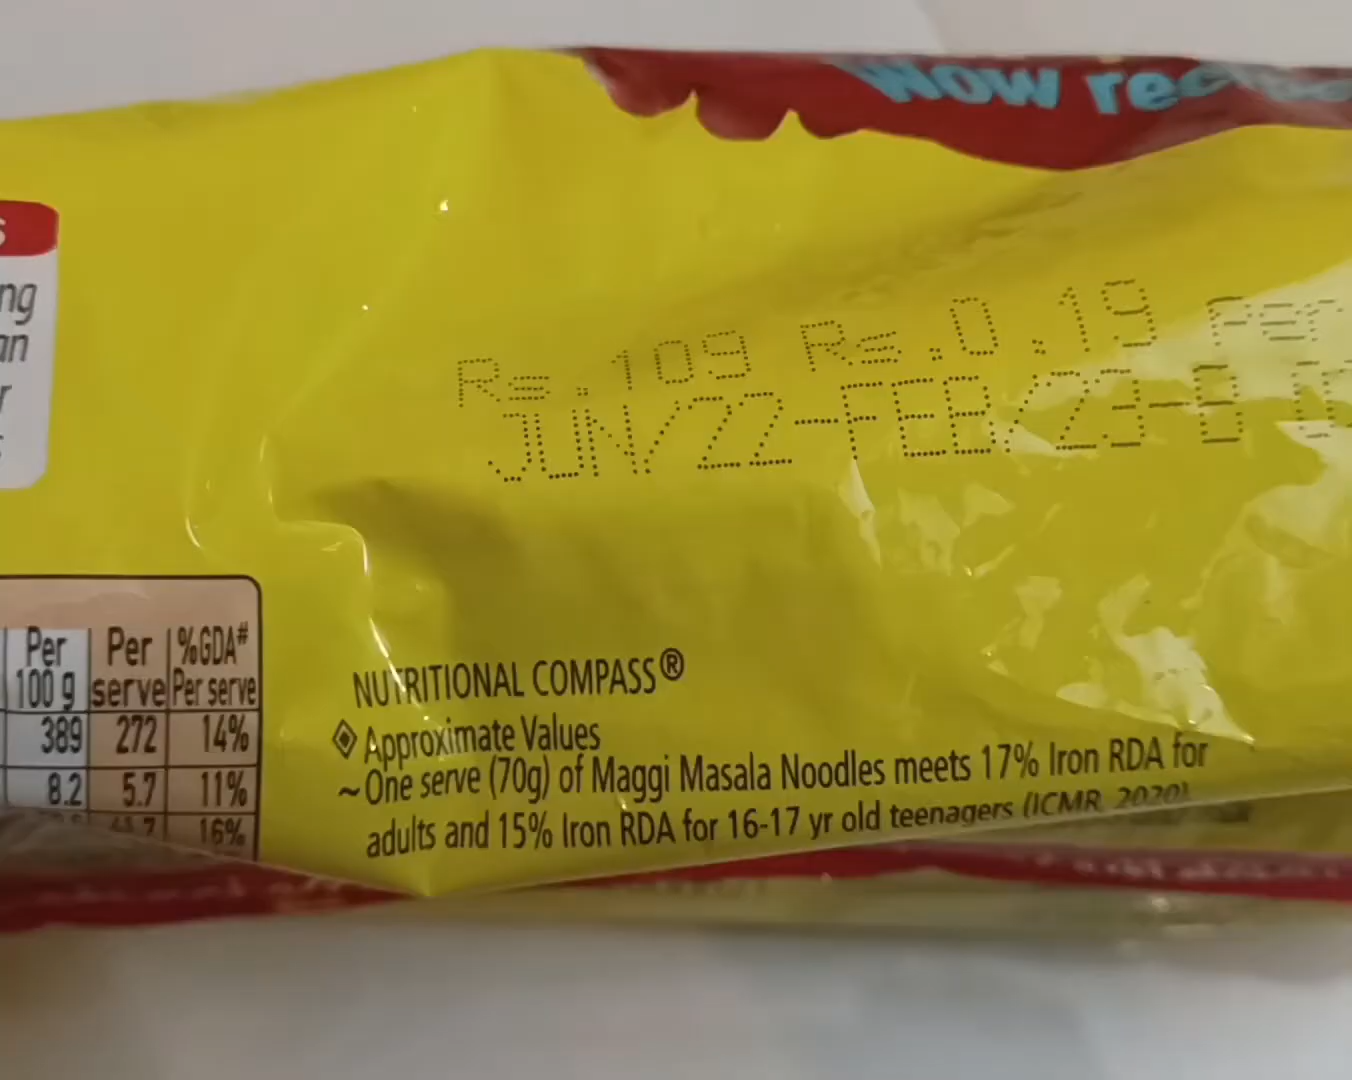 Wow
s
ng
an
r
Rs.109 Rs.0.19 Per
JUN/22-FEB/23-B
Per 100 g Per serve %GDA# Per serve
389 272 14%
8.2 5.7 11%
16%
NUTRITIONAL COMPASS®
Approximate Values
~One serve (70g) of Maggi Masala Noodles meets 17% Iron RDA for
adults and 15% Iron RDA for 16-17 yr old teenagers (ICMR 2020)